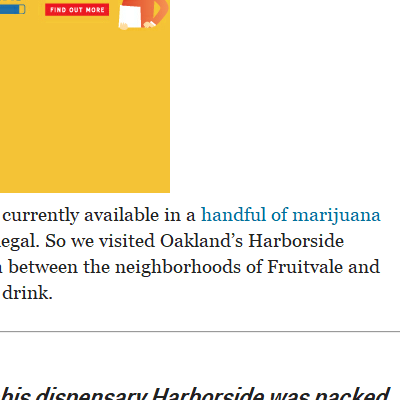 FIND OUT MORE
currently available in a handful of marijuana
legal. So we visited Oakland’s Harborside
between the neighborhoods of Fruitvale and
drink.
his dispensary Harborside was packed